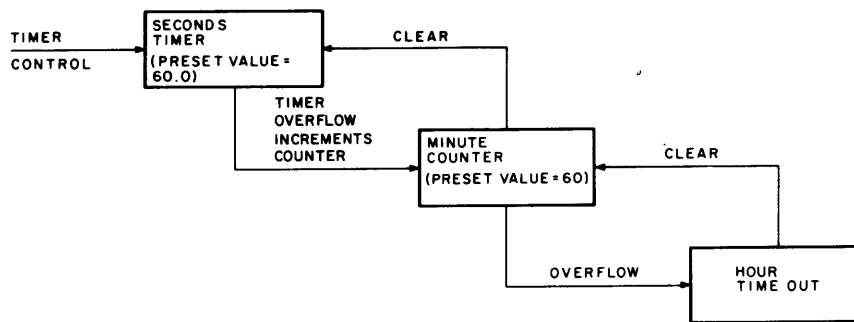 TIMER
CONTROL
SECONDS
TIMER
(PRESET VALUE =
60.0)
CLEAR
TIMER
OVERFLOW
INCREMENTS
COUNTER
MINUTE
COUNTER
(PRESET VALUE = 60)
CLEAR
OVERFLOW
HOUR
TIME OUT